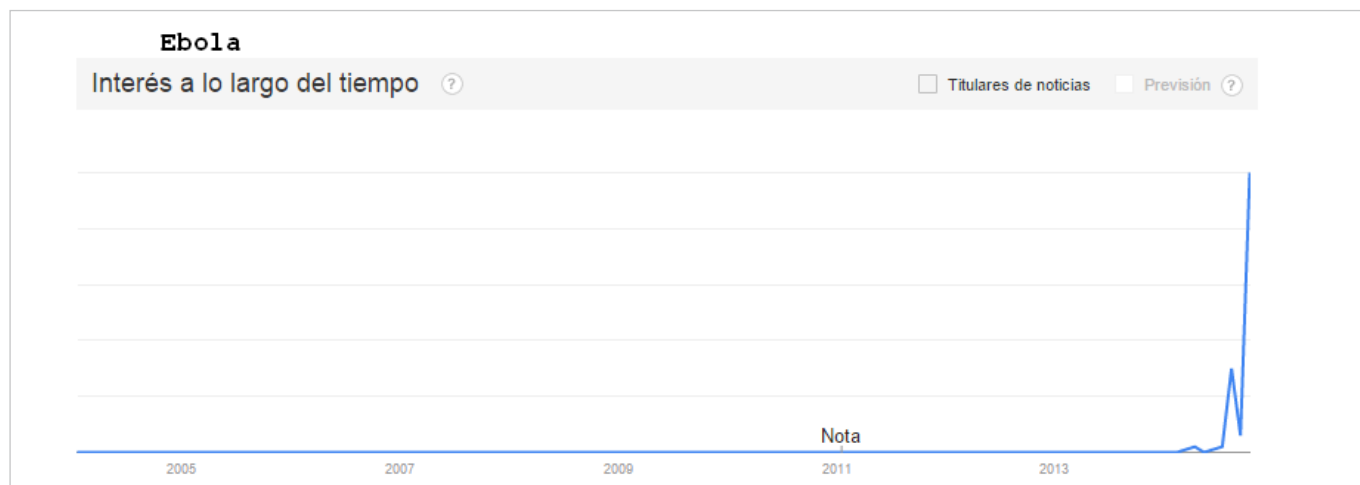 Ebola
Interés a lo largo del tiempo ? Titulares de noticias Previsión ?
Nota
2005 2007 2009 2011 2013